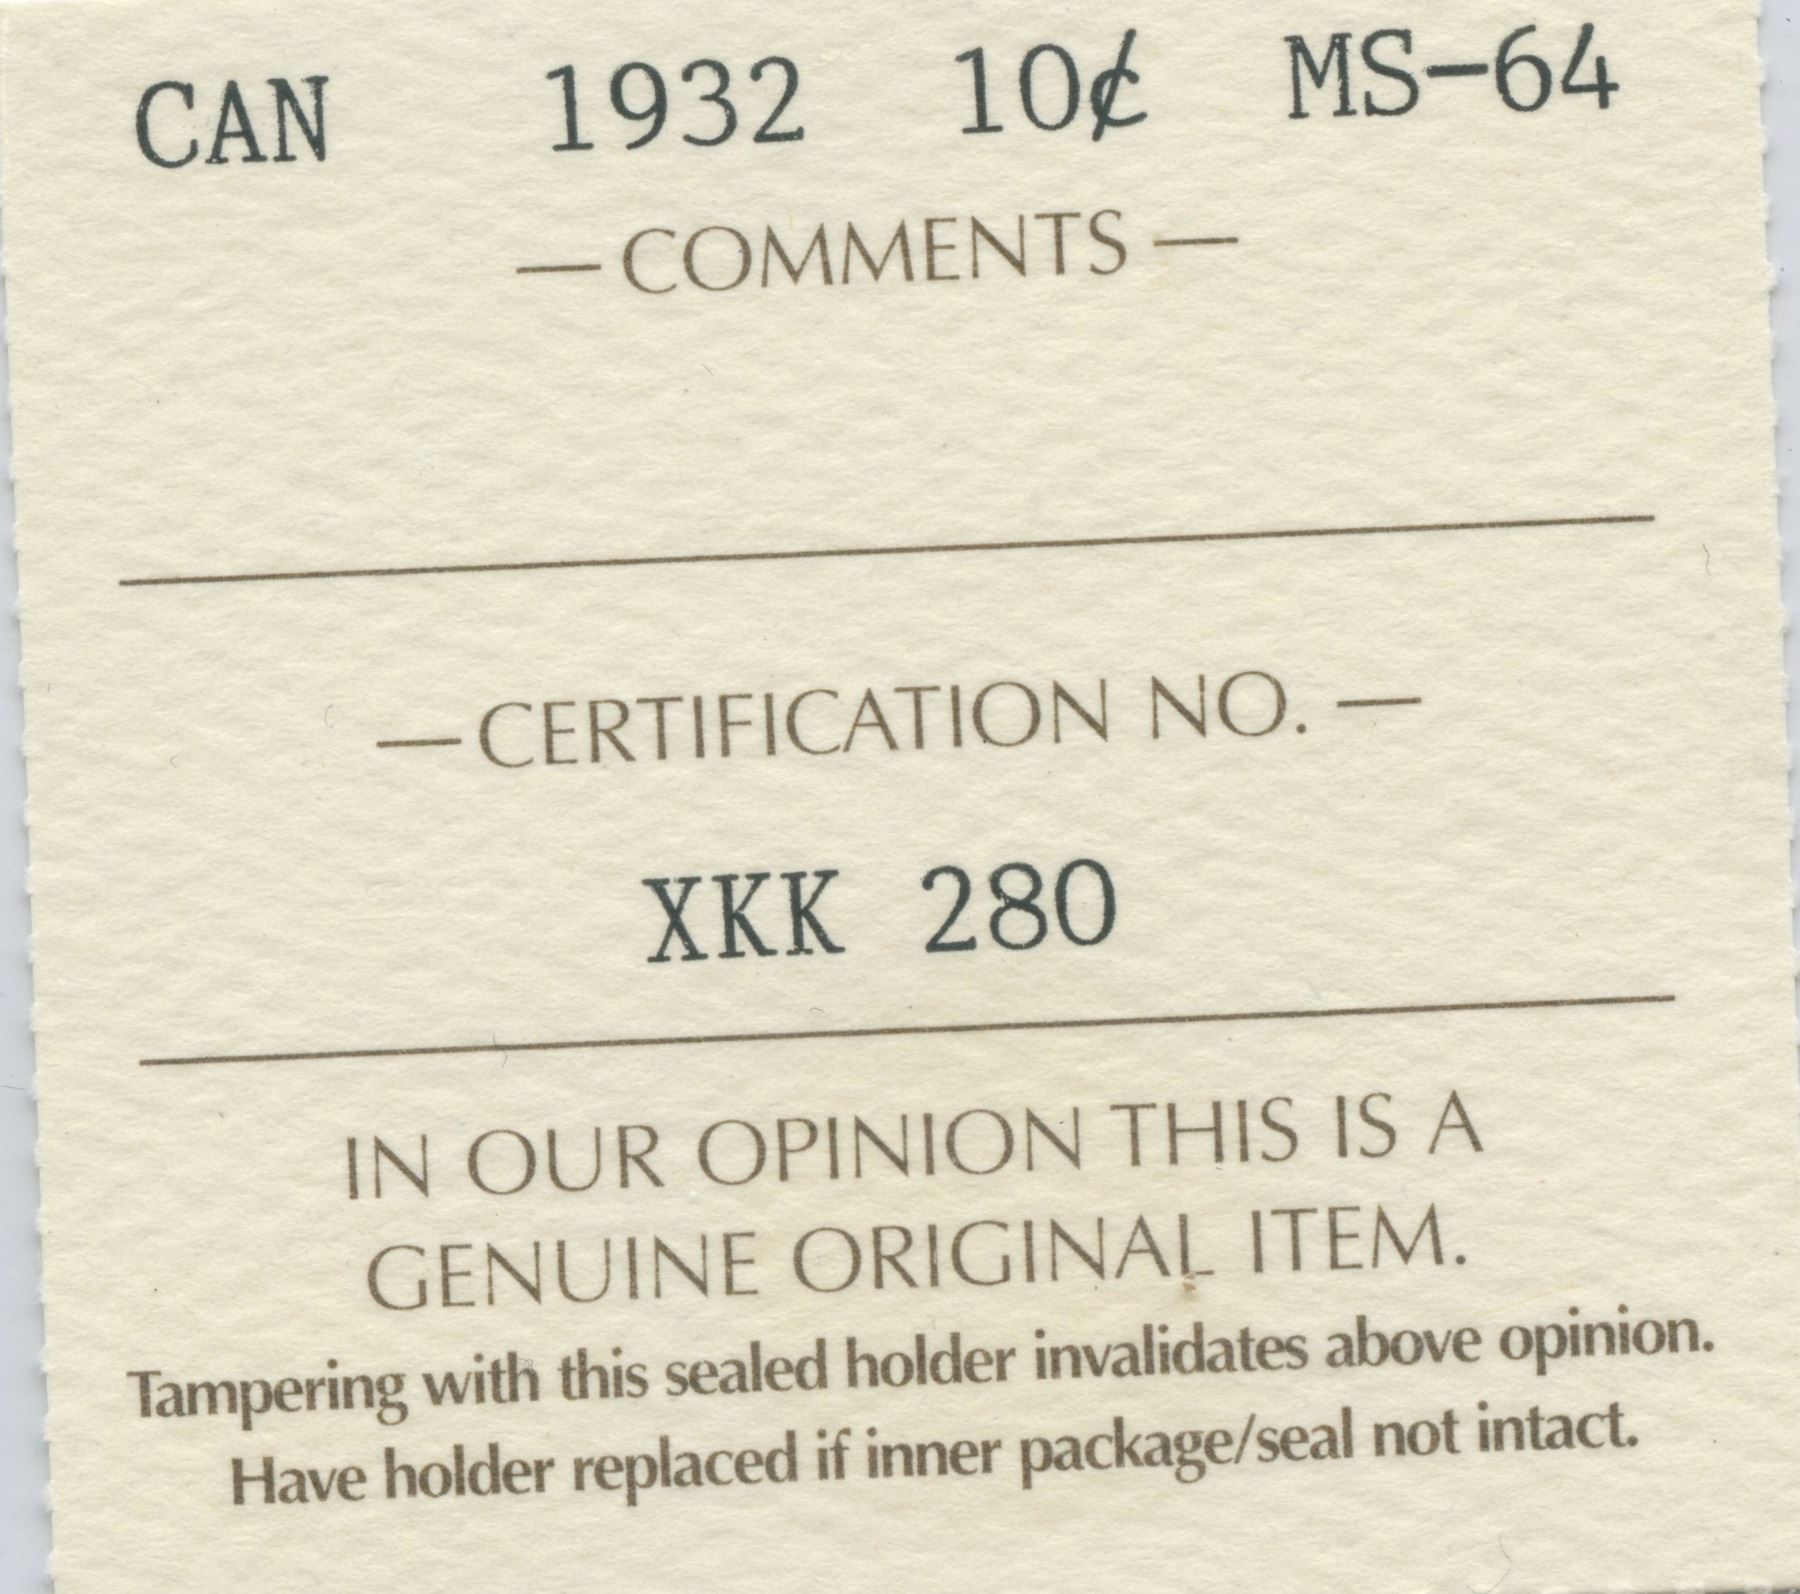 CAN 1932 10¢ MS-64
— COMMENTS —
— CERTIFICATION NO. —
XKK 280
IN OUR OPINION THIS IS A
GENUINE ORIGINAL ITEM.
Tampering with this sealed holder invalidates above opinion.
Have holder replaced if inner package/seal not intact.